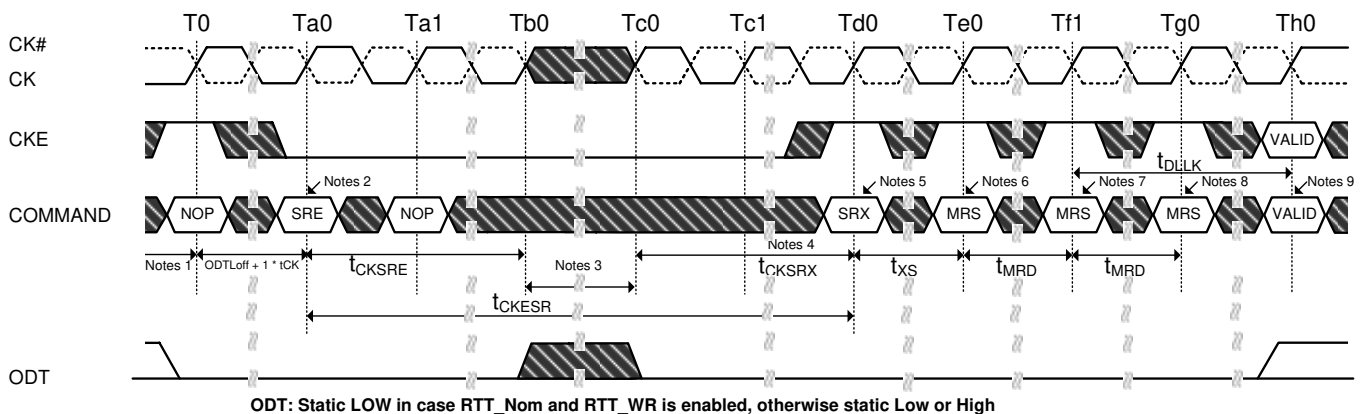 T0 Ta0 Ta1 Tb0 Tc0 Tc1 Td0 Te0 Tf1 Tg0 Th0
CK#
CK
CKE
VALID
tDLLK
Notes 2 Notes 5 Notes 6 Notes 7 Notes 8 Notes 9
COMMAND NOP SRE NOP SRX MRS MRS MRS VALID
Notes 1 ODTLoff + 1 * tCK tCKSRE Notes 3 Notes 4 tCKSRX tXS tMRD tMRD
tCKESR
ODT
ODT: Static LOW in case RTT_Nom and RTT_WR is enabled, otherwise static Low or High